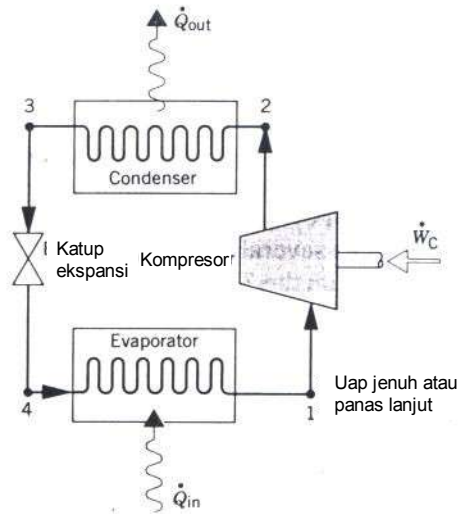 Q̇out
3
2
Condenser
Katup
ekspansi
Kompresor
ẆC
Evaporator
4
1
Uap jenuh atau
panas lanjut
Q̇in